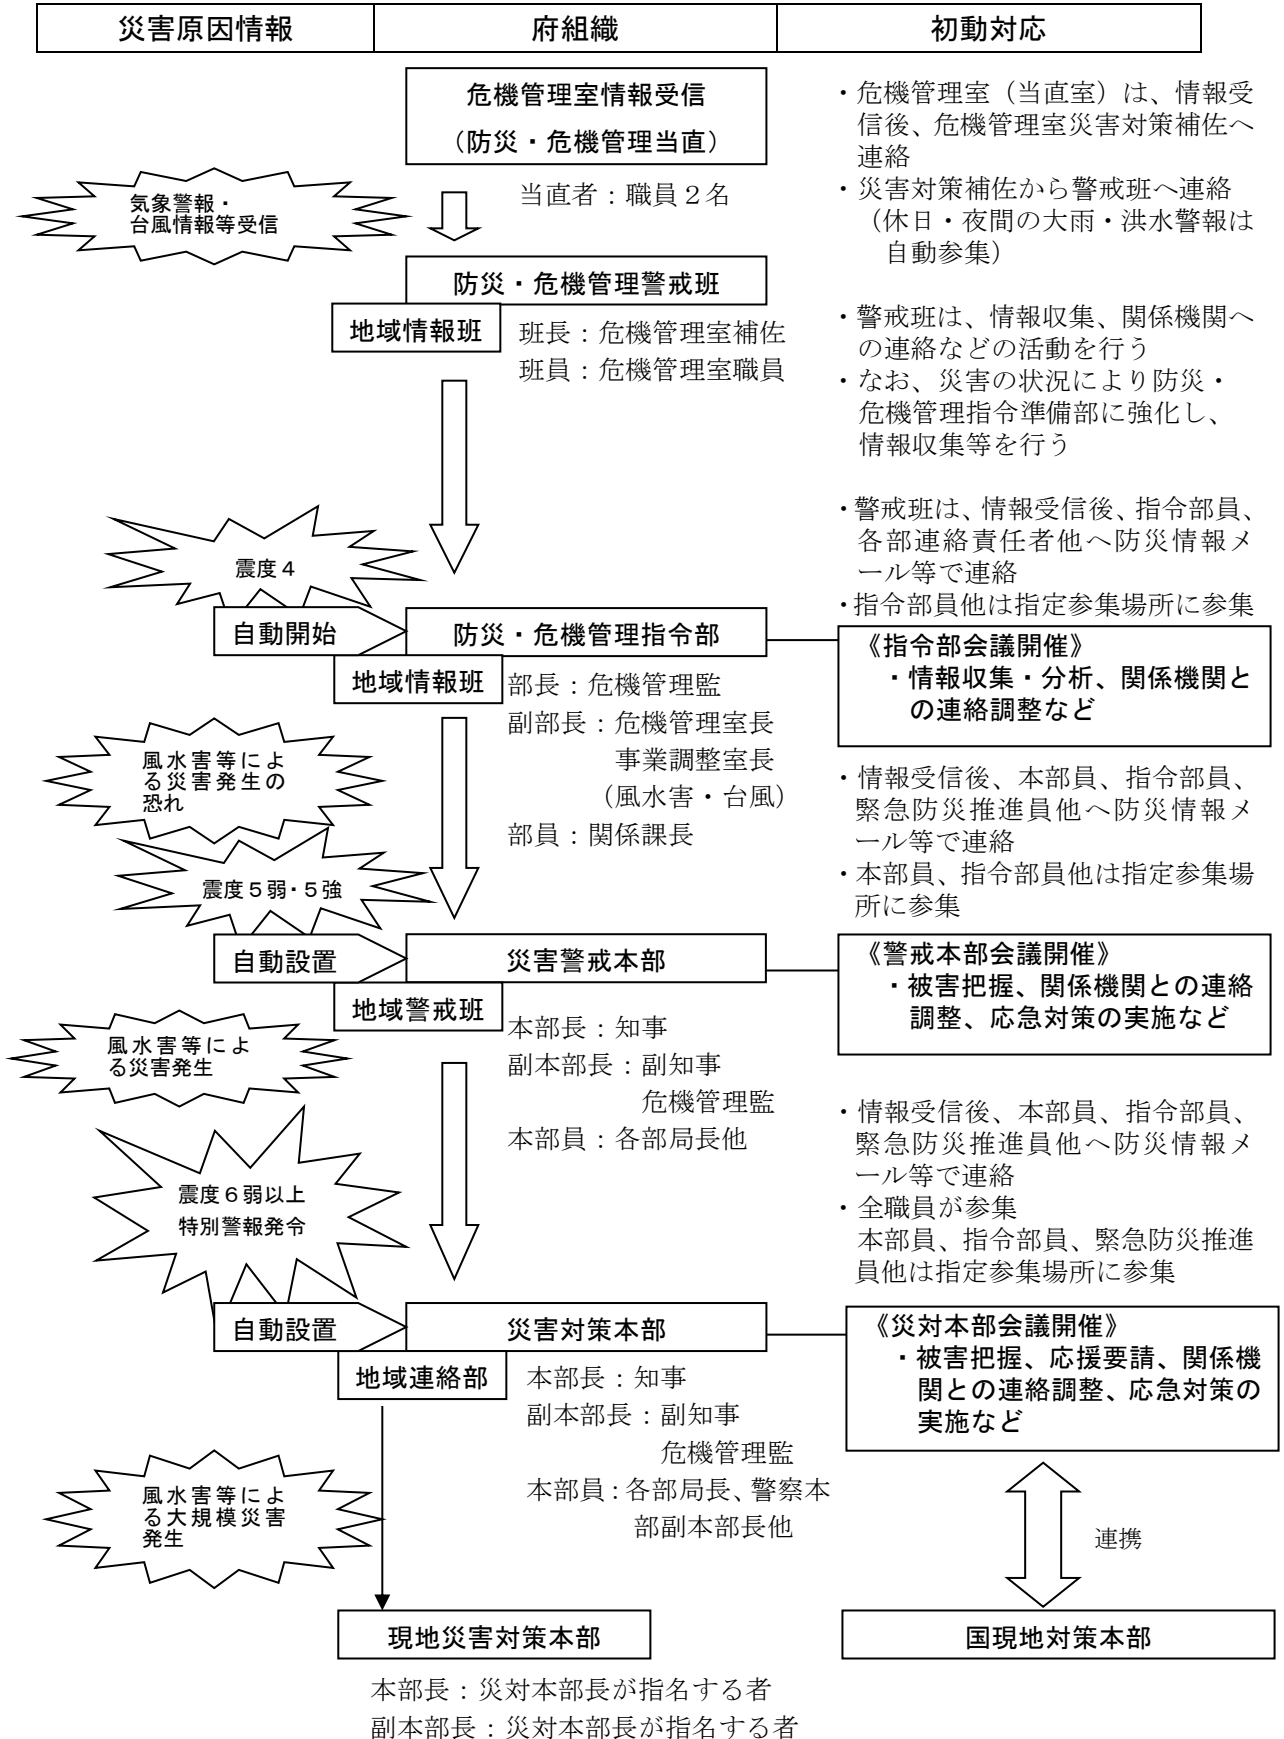 災害原因情報
府組織
初動対応
危機管理室情報受信
（防災・危機管理当直）
当直者：職員２名
気象警報・
台風情報等受信
・危機管理室（当直室）は、情報受
信後、危機管理室災害対策補佐へ
連絡
・災害対策補佐から警戒班へ連絡
（休日・夜間の大雨・洪水警報は
自動参集）
防災・危機管理警戒班
地域情報班
班長：危機管理室補佐
班員：危機管理室職員
・警戒班は、情報収集、関係機関へ
の連絡などの活動を行う
・なお、災害の状況により防災・
危機管理指令準備部に強化し、
情報収集等を行う
震度４
・警戒班は、情報受信後、指令部員、
各部連絡責任者他へ防災情報メ
ール等で連絡
・指令部員他は指定参集場所に参集
自動開始
防災・危機管理指令部
地域情報班
部長：危機管理監
副部長：危機管理室長
事業調整室長
（風水害・台風）
部員：関係課長
《指令部会議開催》
・情報収集・分析、関係機関と
の連絡調整など
風水害等によ
る災害発生の
恐れ
震度５弱・５強
・情報受信後、本部員、指令部員、
緊急防災推進員他へ防災情報メ
ール等で連絡
・本部員、指令部員他は指定参集場
所に参集
自動設置
災害警戒本部
地域警戒班
本部長：知事
副本部長：副知事
危機管理監
本部員：各部局長他
《警戒本部会議開催》
・被害把握、関係機関との連絡
調整、応急対策の実施など
風水害等によ
る災害発生
震度６弱以上
特別警報発令
・情報受信後、本部員、指令部員、
緊急防災推進員他へ防災情報メ
ール等で連絡
・全職員が参集
本部員、指令部員、緊急防災推進
員他は指定参集場所に参集
自動設置
災害対策本部
地域連絡部
本部長：知事
副本部長：副知事
危機管理監
本部員：各部局長、警察本
部副本部長他
《災対本部会議開催》
・被害把握、応援要請、関係機
関との連絡調整、応急対策の
実施など
風水害等によ
る大規模災害
発生
連携
現地災害対策本部
国現地対策本部
本部長：災対本部長が指名する者
副本部長：災対本部長が指名する者